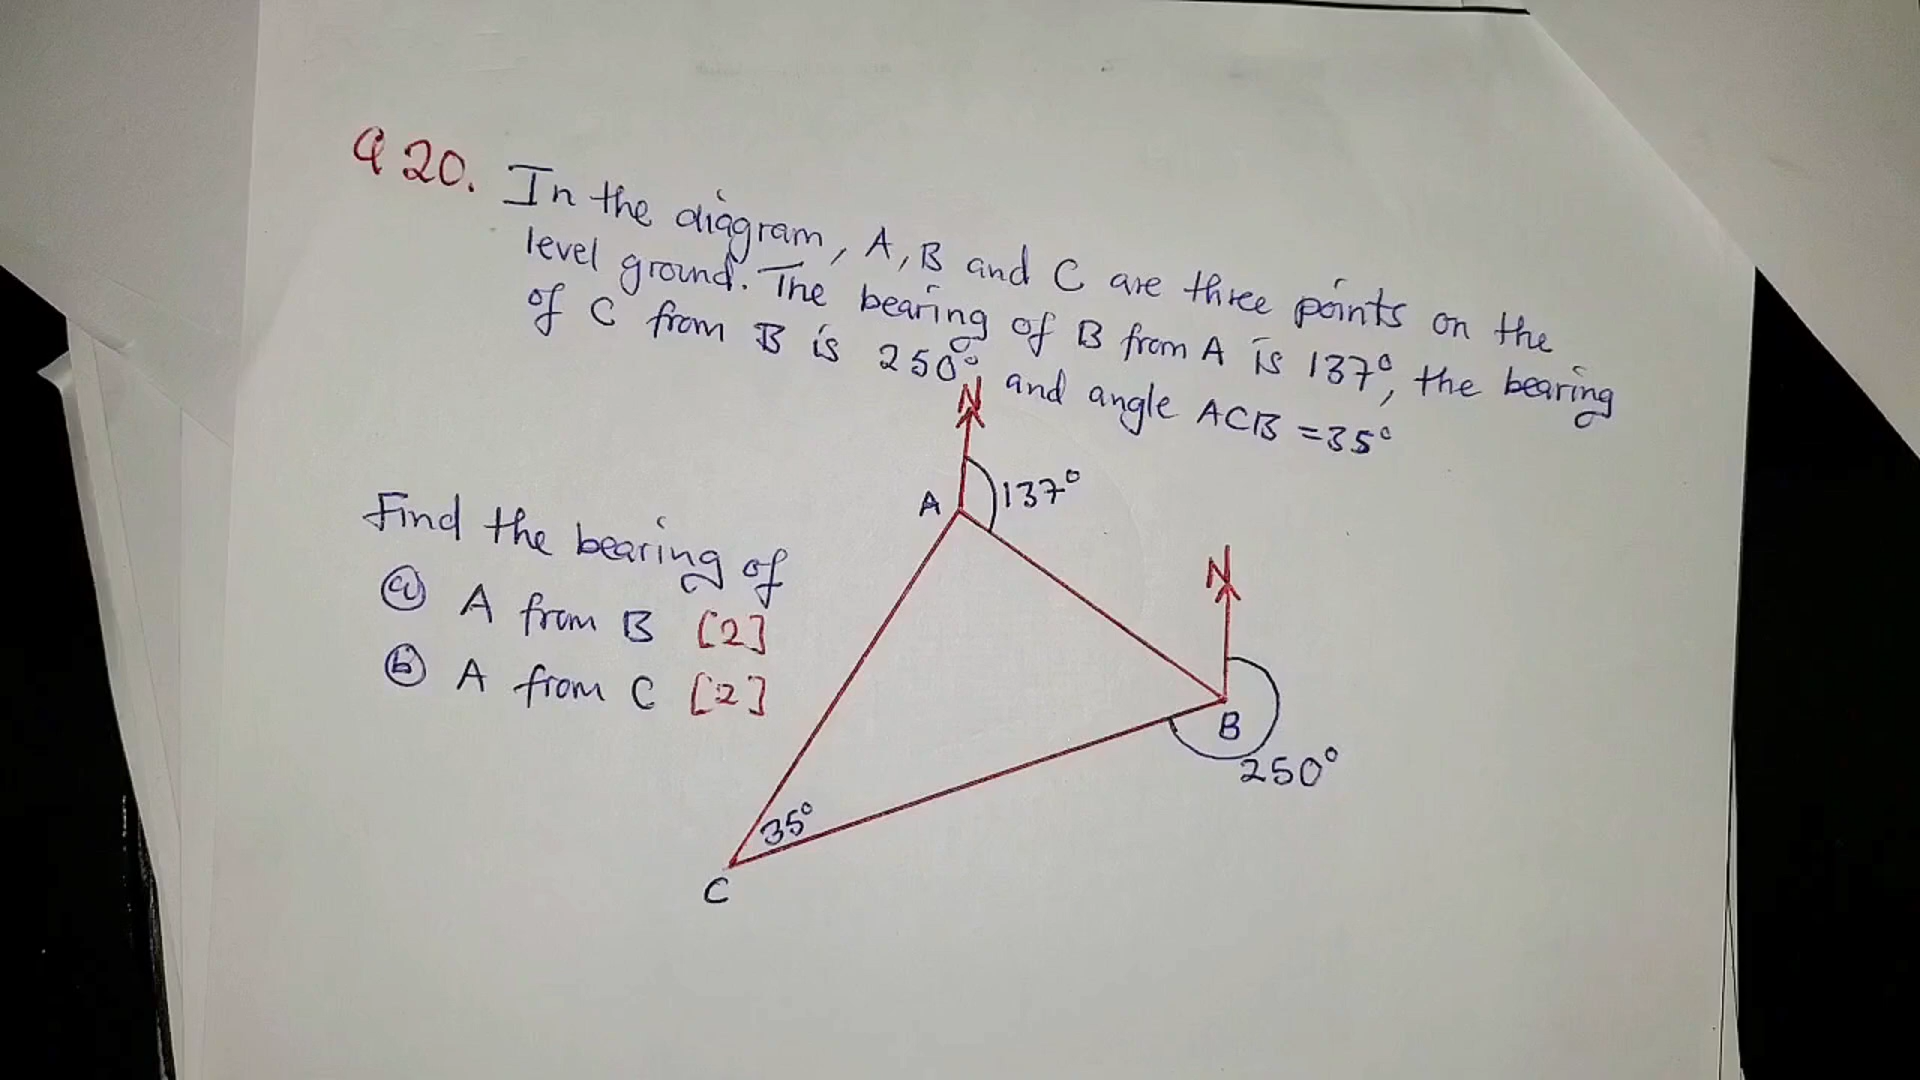 Q 20. In the diagram, A, B and C are three points on the
level ground. The bearing of B from A is 137°, the bearing
of C from B is 250° and angle ACB = 35°
N
A 137°
Find the bearing of
N
(a) A from B [2]
(b) A from C [2]
B
250°
35°
C